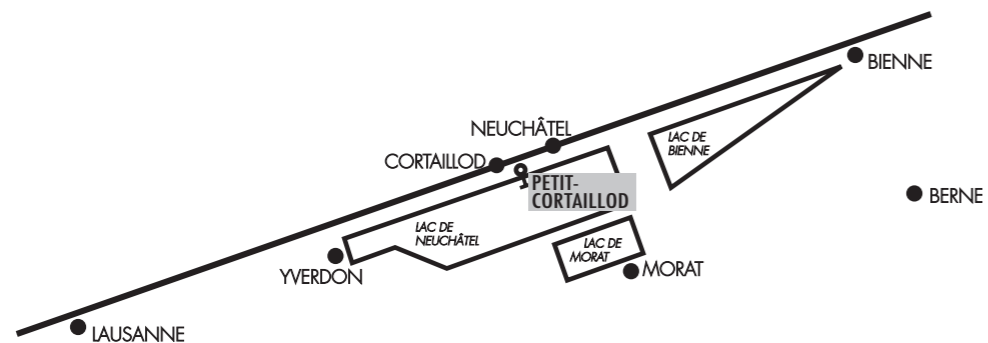 BIENNE
NEUCHÂTEL
LAC DE
BIENNE
CORTAILLOD
PETIT-
CORTAILLOD
BERNE
LAC DE
NEUCHÂTEL
LAC DE
MORAT
YVERDON
MORAT
LAUSANNE